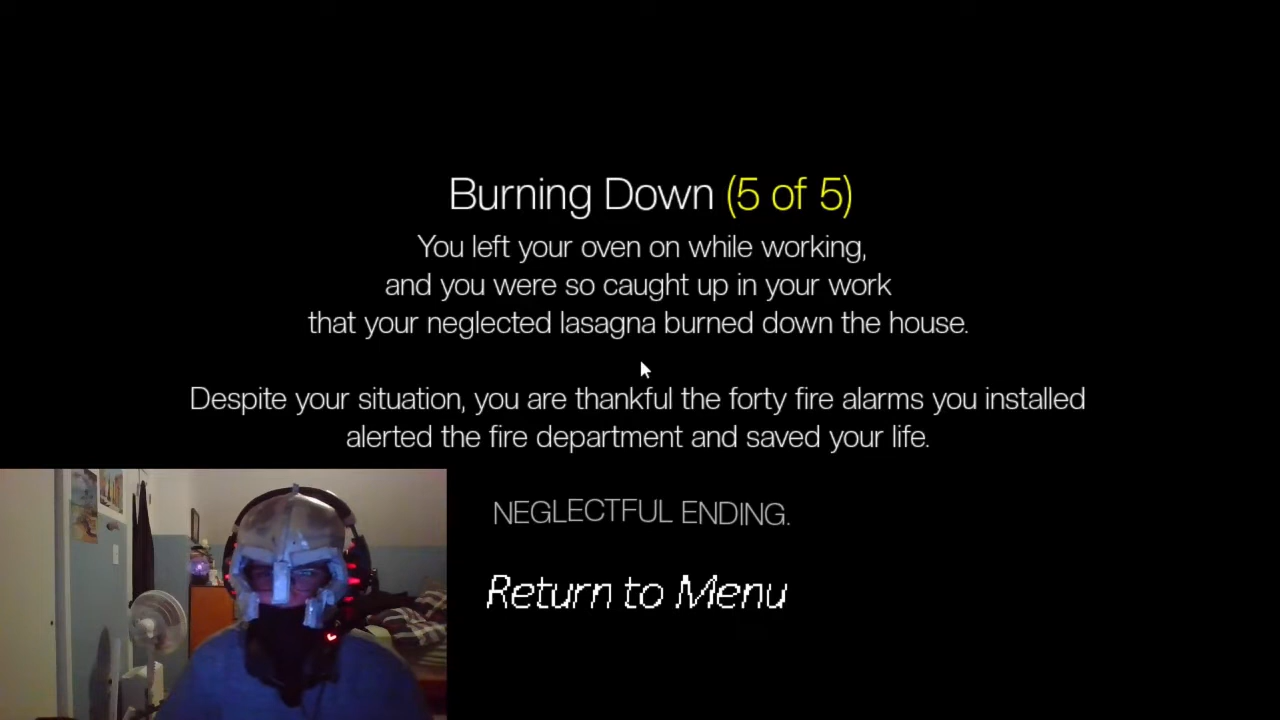 Burning Down (5 of 5)
You left your oven on while working,
and you were so caught up in your work
that your neglected lasagna burned down the house.
Despite your situation, you are thankful the forty fire alarms you installed
alerted the fire department and saved your life.
NEGLECTFUL ENDING.
Return to Menu